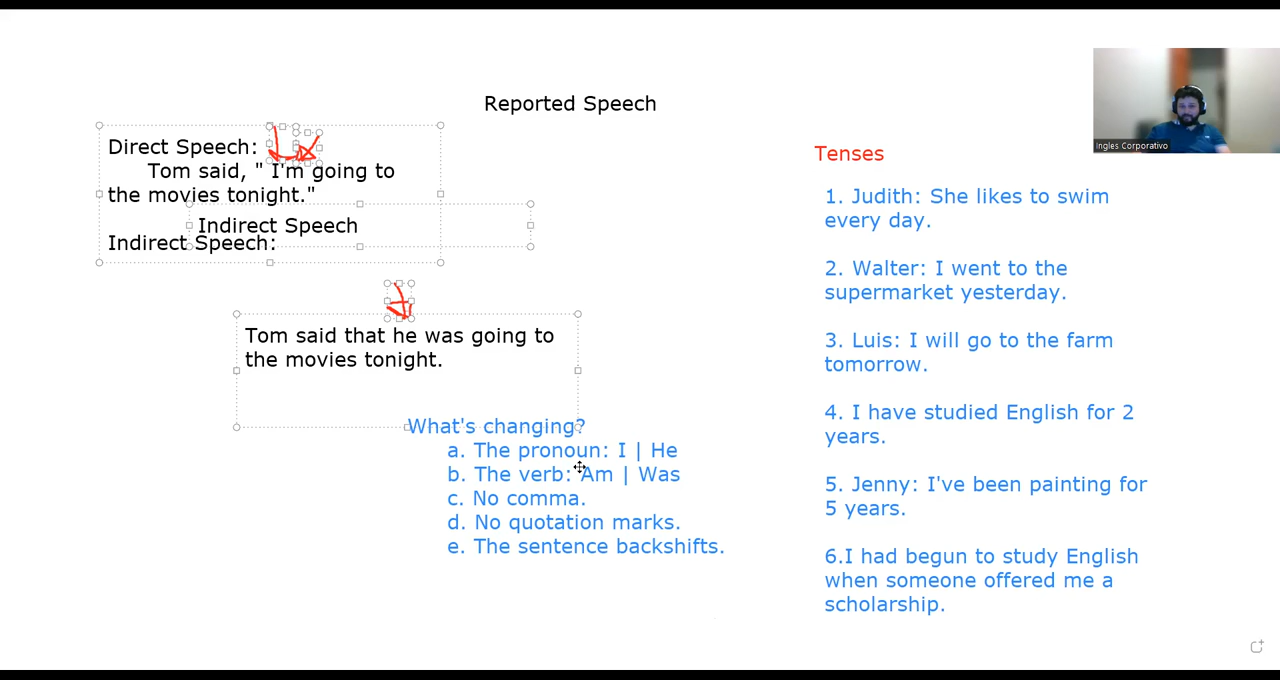 Reported Speech
Direct Speech:
Tom said, " I'm going to
the movies tonight."
Indirect Speech
Indirect Speech:
Tom said that he was going to
the movies tonight.
What's changing?
a. The pronoun: I | He
b. The verb: Am | Was
c. No comma.
d. No quotation marks.
e. The sentence backshifts.
Ingles Corporativo
Tenses
1. Judith: She likes to swim
every day.
2. Walter: I went to the
supermarket yesterday.
3. Luis: I will go to the farm
tomorrow.
4. I have studied English for 2
years.
5. Jenny: I've been painting for
5 years.
6.I had begun to study English
when someone offered me a
scholarship.